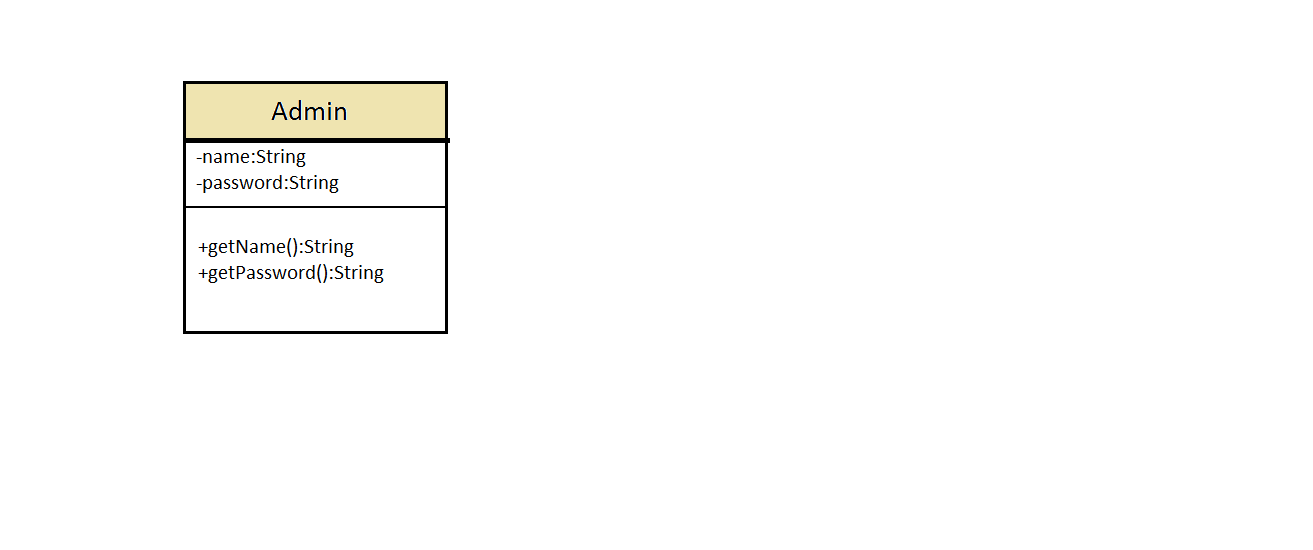 Admin
-name:String
-password:String
+getName():String
+getPassword():String